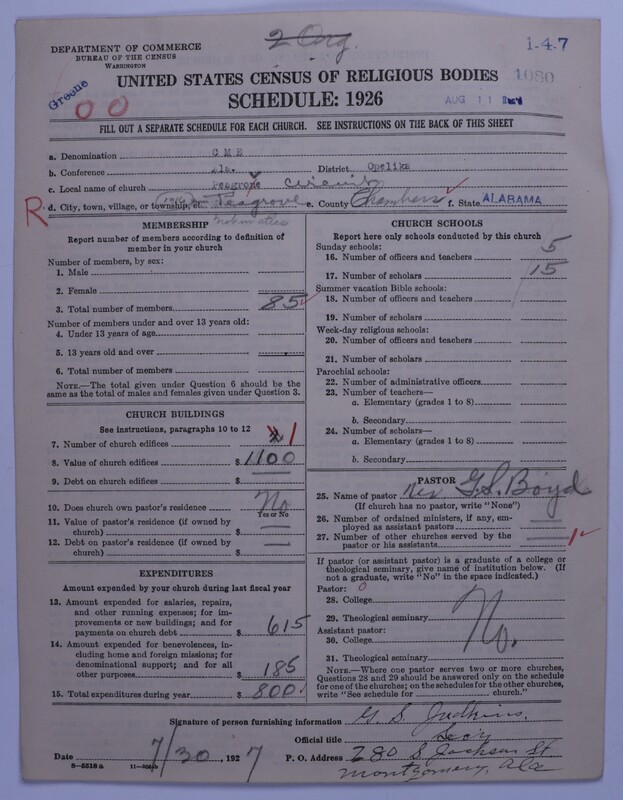 2 Org.
1-4-7
DEPARTMENT OF COMMERCE
BUREAU OF THE CENSUS
WASHINGTON
Greene
00
UNITED STATES CENSUS OF RELIGIOUS BODIES
1080
SCHEDULE: 1926
AUG 11
FILL OUT A SEPARATE SCHEDULE FOR EACH CHURCH. SEE INSTRUCTIONS ON THE BACK OF THIS SHEET
a. Denomination C M E
b. Conference Ala. District Opelika
c. Local name of church Peagrove Circuit
R d. City, town, village, or township, or Peagrove e. County Chambers f. State ALABAMA
MEMBERSHIP
Report number of members according to definition of
member in your church
Number of members, by sex:
1. Male
2. Female
3. Total number of members 85
Number of members under and over 13 years old:
4. Under 13 years of age
5. 13 years old and over
6. Total number of members
NOTE.—The total given under Question 6 should be
the same as the total of males and females given under Question 3.
CHURCH BUILDINGS
See instructions, paragraphs 10 to 12
7. Number of church edifices 1
8. Value of church edifices $ 1100
9. Debt on church edifices $
10. Does church own pastor's residence No
Yes or No
11. Value of pastor's residence (if owned by
church) $
12. Debt on pastor's residence (if owned by
church) $
EXPENDITURES
Amount expended by your church during last fiscal year
13. Amount expended for salaries, repairs,
and other running expenses; for im-
provements or new buildings; and for
payments on church debt $ 615
14. Amount expended for benevolences, in-
cluding home and foreign missions; for
denominational support; and for all
other purposes $ 185
15. Total expenditures during year $ 800
CHURCH SCHOOLS
Report here only schools conducted by this church
Sunday schools:
16. Number of officers and teachers 5
17. Number of scholars 15
Summer vacation Bible schools:
18. Number of officers and teachers
19. Number of scholars
Week-day religious schools:
20. Number of officers and teachers
21. Number of scholars
Parochial schools:
22. Number of administrative officers
23. Number of teachers—
a. Elementary (grades 1 to 8)
b. Secondary
24. Number of scholars—
a. Elementary (grades 1 to 8)
b. Secondary
PASTOR
25. Name of pastor Rev G.S. Boyd
(If church has no pastor, write "None")
26. Number of ordained ministers, if any, em-
ployed as assistant pastors
27. Number of other churches served by the
pastor or his assistants 1
If pastor (or assistant pastor) is a graduate of a college or
theological seminary, give name of institution below. (If
not a graduate, write "No" in the space indicated.)
Pastor: 0
28. College
29. Theological seminary No.
Assistant pastor:
30. College
31. Theological seminary
NOTE.—Where one pastor serves two or more churches,
Questions 28 and 29 should be answered only on the schedule
for one of the churches; on the schedules for the other churches,
write "See schedule for church."
Signature of person furnishing information G. S. Judkins.
Official title Sec'y
Date 7/30, 1927 P. O. Address 280 S Jackson St
8-5518a
Montgomery, Ala